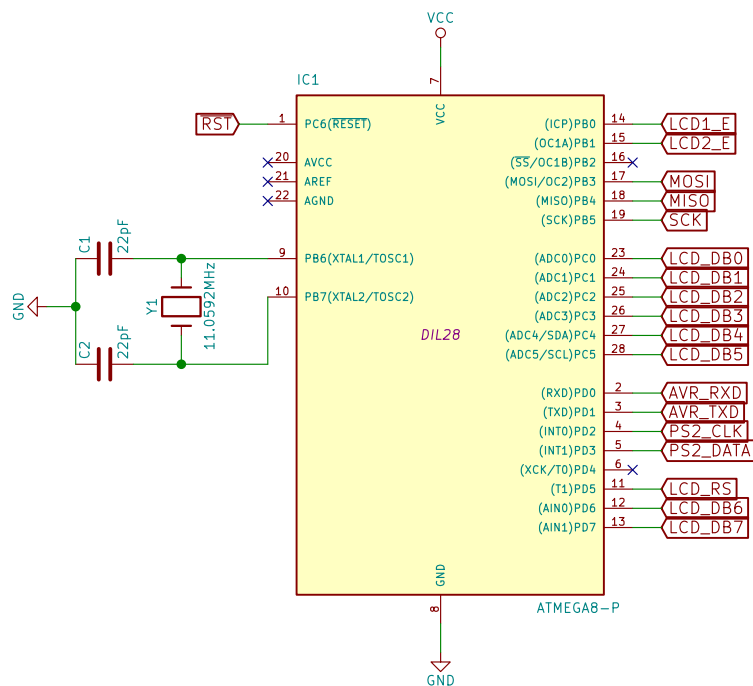 VCC
IC1
7
VCC
RST
1
PC6(RESET)
(ICP)PB0
14
LCD1_E
(OC1A)PB1
15
LCD2_E
20
AVCC
(SS/OC1B)PB2
16
21
AREF
(MOSI/OC2)PB3
17
MOSI
22
AGND
(MISO)PB4
18
MISO
(SCK)PB5
19
SCK
C1
22pF
9
PB6(XTAL1/TOSC1)
(ADC0)PC0
23
LCD_DB0
(ADC1)PC1
24
LCD_DB1
GND
Y1
11.0592MHz
10
PB7(XTAL2/TOSC2)
(ADC2)PC2
25
LCD_DB2
(ADC3)PC3
26
LCD_DB3
C2
22pF
DIL28
(ADC4/SDA)PC4
27
LCD_DB4
(ADC5/SCL)PC5
28
LCD_DB5
(RXD)PD0
2
AVR_RXD
(TXD)PD1
3
AVR_TXD
(INT0)PD2
4
PS2_CLK
(INT1)PD3
5
PS2_DATA
(XCK/T0)PD4
6
(T1)PD5
11
LCD_RS
(AIN0)PD6
12
LCD_DB6
(AIN1)PD7
13
LCD_DB7
GND
8
ATMEGA8-P
GND